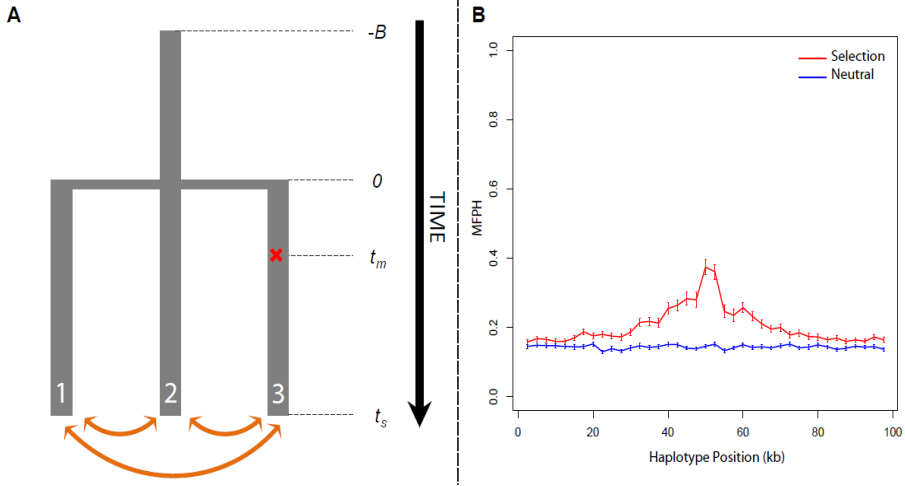 A
-B
0
t_m
t_s
TIME
1 2 3
B
Selection
Neutral
MFPH
1.0
0.8
0.6
0.4
0.2
0.0
0 20 40 60 80 100
Haplotype Position (kb)